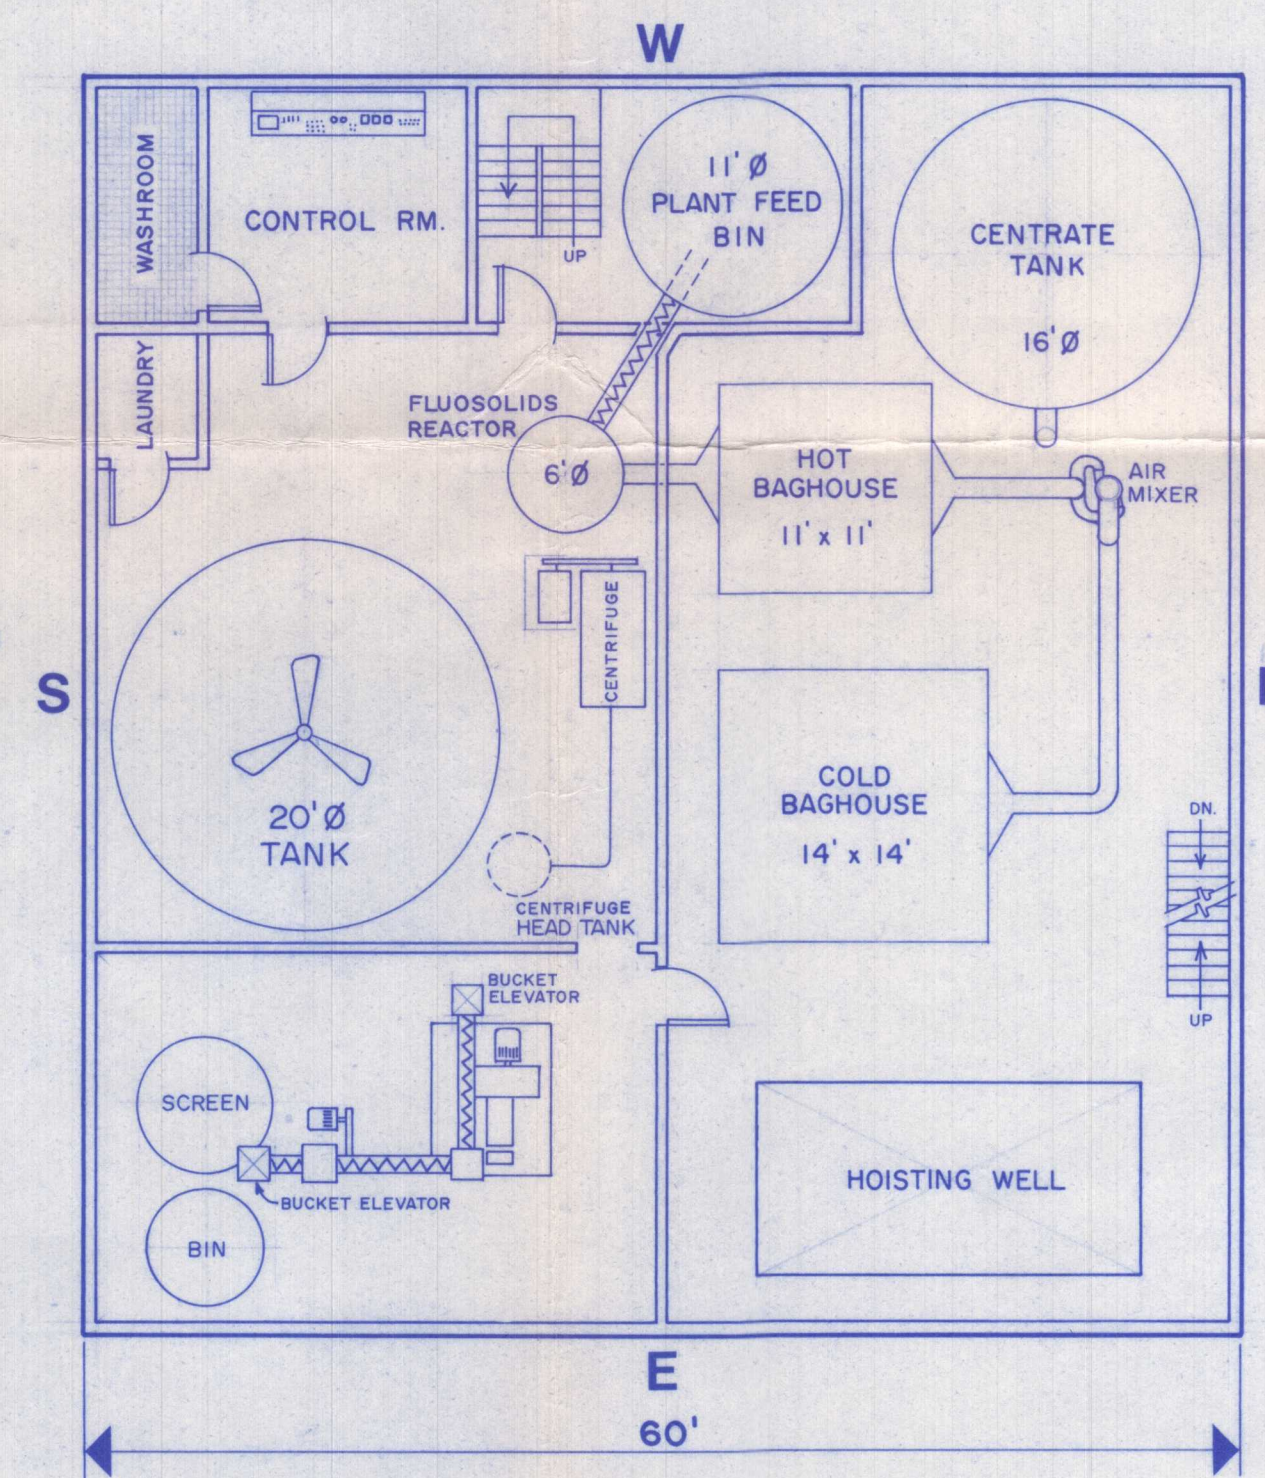 W
WASHROOM
CONTROL RM.
UP
11'Ø
PLANT FEED
BIN
CENTRATE
TANK
16'Ø
LAUNDRY
FLUOSOLIDS
REACTOR
6'Ø
HOT
BAGHOUSE
11' x 11'
AIR
MIXER
CENTRIFUGE
S
20'Ø
TANK
COLD
BAGHOUSE
14' x 14'
DN.
UP
CENTRIFUGE
HEAD TANK
BUCKET
ELEVATOR
SCREEN
BUCKET ELEVATOR
BIN
HOISTING WELL
E
60'